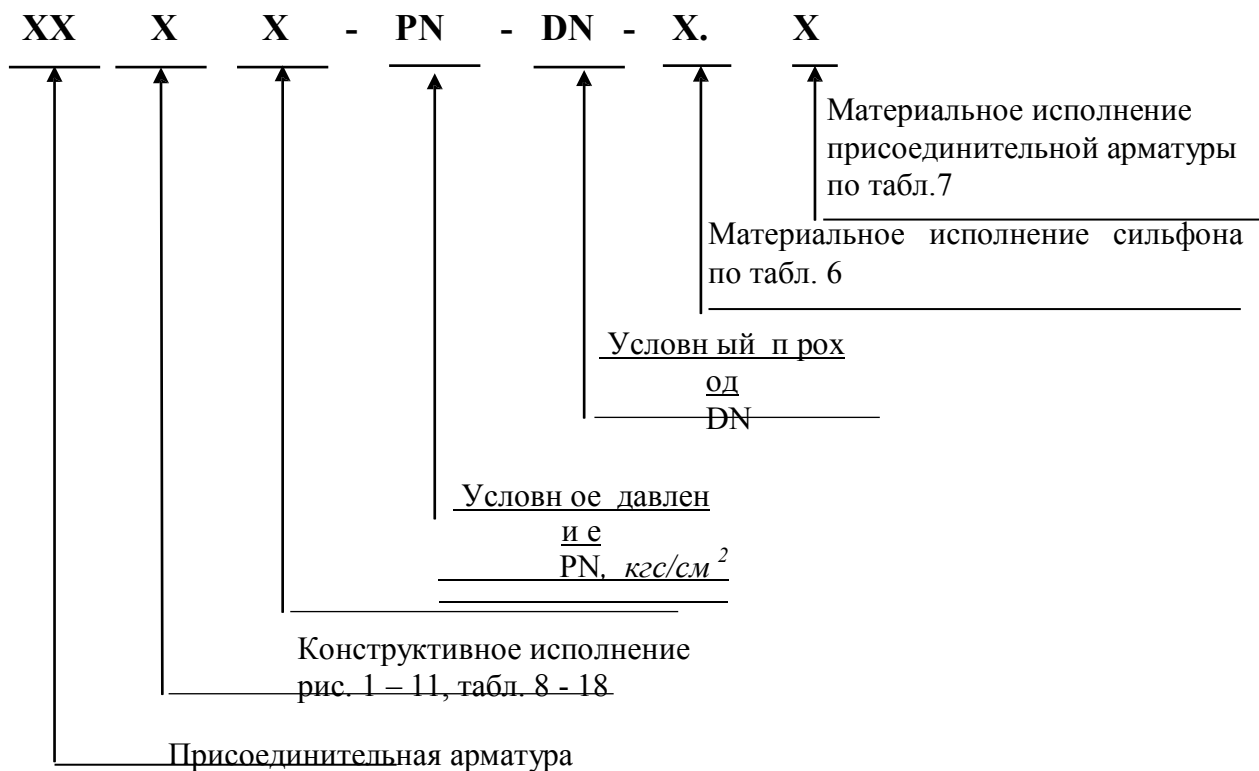 XX X X - PN - DN - X. X
Материальное исполнение
присоединительной арматуры
по табл.7
Материальное исполнение сильфона
по табл. 6
Условн ый п рох
од
DN
Условн ое давлен
и е
PN, кгс/см 2
Конструктивное исполнение
рис. 1 – 11, табл. 8 - 18
Присоединительная арматура